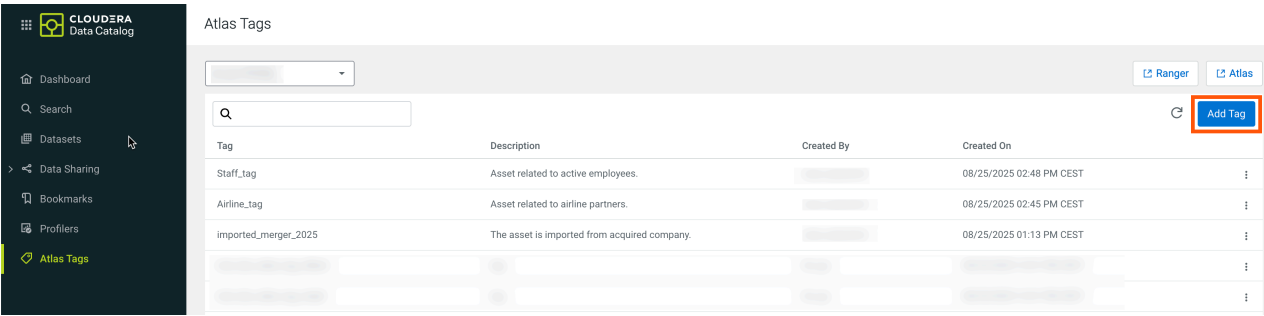 CLOUDERA
Data Catalog
Atlas Tags
Dashboard
Search
Datasets
Data Sharing
Bookmarks
Profilers
Atlas Tags
Ranger
Atlas
Add Tag
Tag Description Created By Created On
Staff_tag Asset related to active employees. 08/25/2025 02:48 PM CEST
Airline_tag Asset related to airline partners. 08/25/2025 02:45 PM CEST
imported_merger_2025 The asset is imported from acquired company. 08/25/2025 01:13 PM CEST